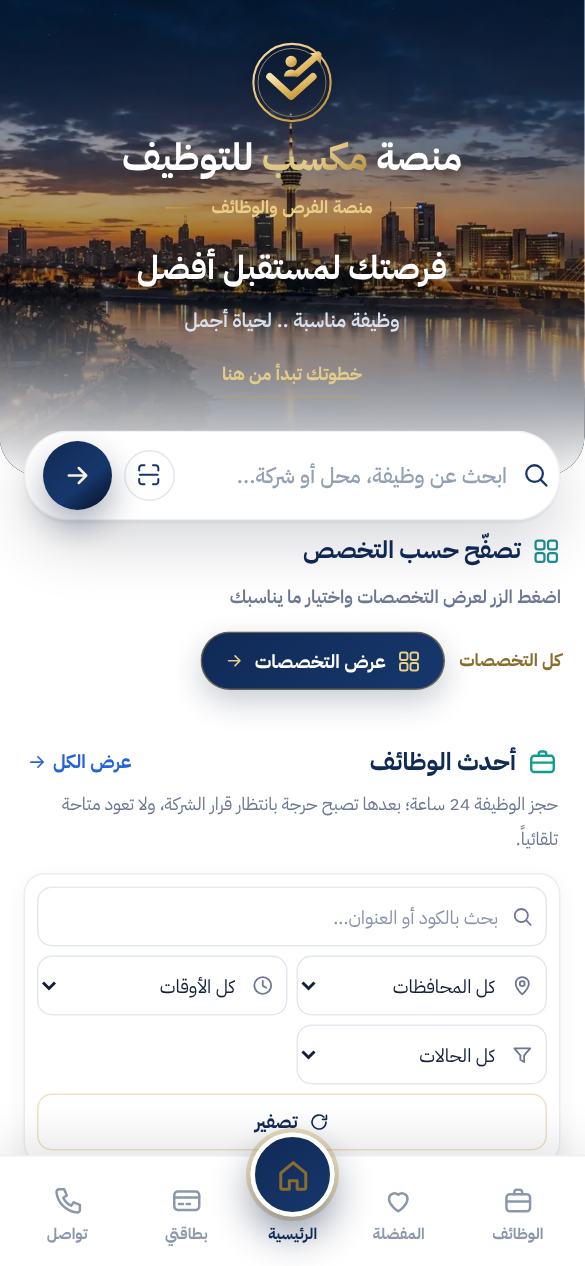 منصة مكسب للتوظيف
منصة الفرص والوظائف
فرصتك لمستقبل أفضل
وظيفة مناسبة .. لحياة أجمل
خطوتك تبدأ من هنا
ابحث عن وظيفة، محل أو شركة...
تصفّح حسب التخصص
اضغط الزر لعرض التخصصات واختيار ما يناسبك
كل التخصصات
عرض التخصصات
أحدث الوظائف
عرض الكل
حجز الوظيفة 24 ساعة؛ بعدها تصبح حرجة بانتظار قرار الشركة، ولا تعود متاحة
تلقائياً.
بحث بالكود أو العنوان...
كل المحافظات
كل الأوقات
كل الحالات
تصفير
الوظائف
المفضلة
الرئيسية
بطاقتي
تواصل